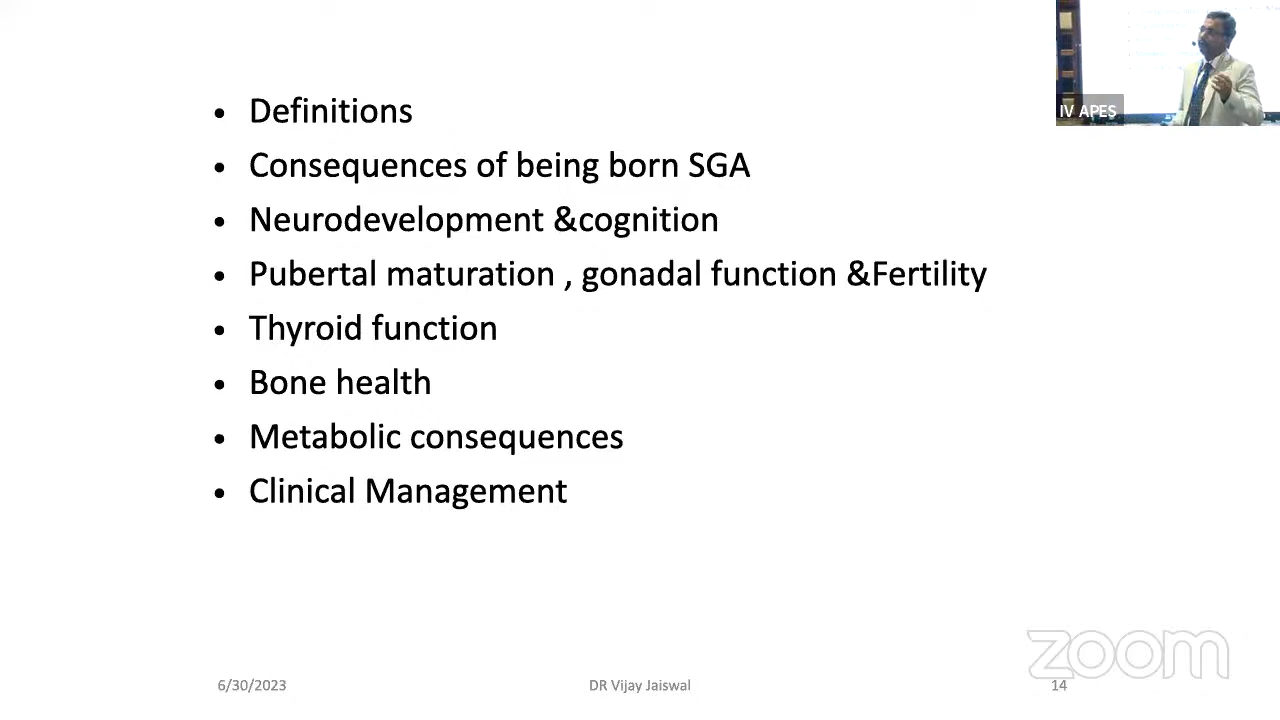 IV APES
• Definitions
• Consequences of being born SGA
• Neurodevelopment &cognition
• Pubertal maturation , gonadal function &Fertility
• Thyroid function
• Bone health
• Metabolic consequences
• Clinical Management
zoom
6/30/2023 DR Vijay Jaiswal 14